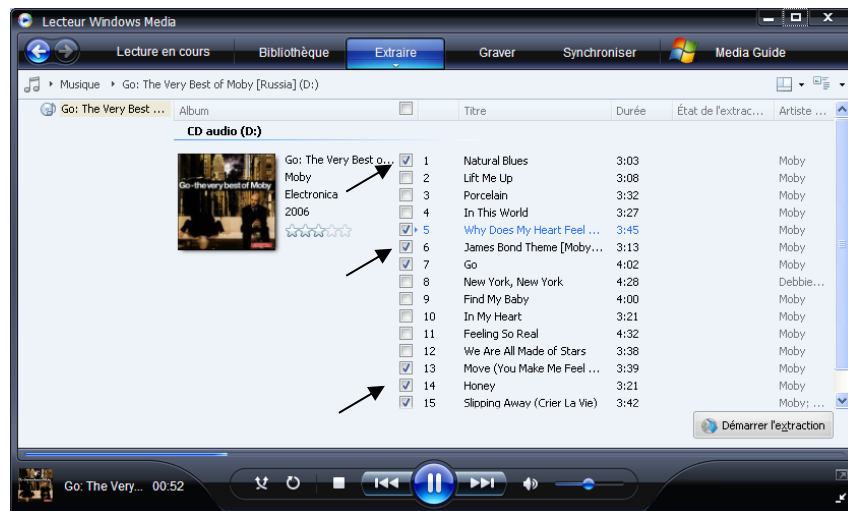 Lecteur Windows Media
Lecture en cours Bibliothèque Extraire Graver Synchroniser Media Guide
Musique Go: The Very Best of Moby [Russia] (D:)
Go: The Very Best ... Album Titre Durée État de l'extrac... Artiste ...
CD audio (D:)
Go: The Very Best o... 1 Natural Blues 3:03 Moby
Moby 2 Lift Me Up 3:08 Moby
Electronica 3 Porcelain 3:32 Moby
2006 4 In This World 3:27 Moby
5 Why Does My Heart Feel ... 3:45 Moby
6 James Bond Theme [Moby... 3:13 Moby
7 Go 4:02 Moby
8 New York, New York 4:28 Debbie...
9 Find My Baby 4:00 Moby
10 In My Heart 3:21 Moby
11 Feeling So Real 4:32 Moby
12 We Are All Made of Stars 3:38 Moby
13 Move (You Make Me Feel ... 3:39 Moby
14 Honey 3:21 Moby
15 Slipping Away (Crier La Vie) 3:42 Moby; ...
Go-the very best of Moby
Démarrer l'extraction
Go: The Very... 00:52